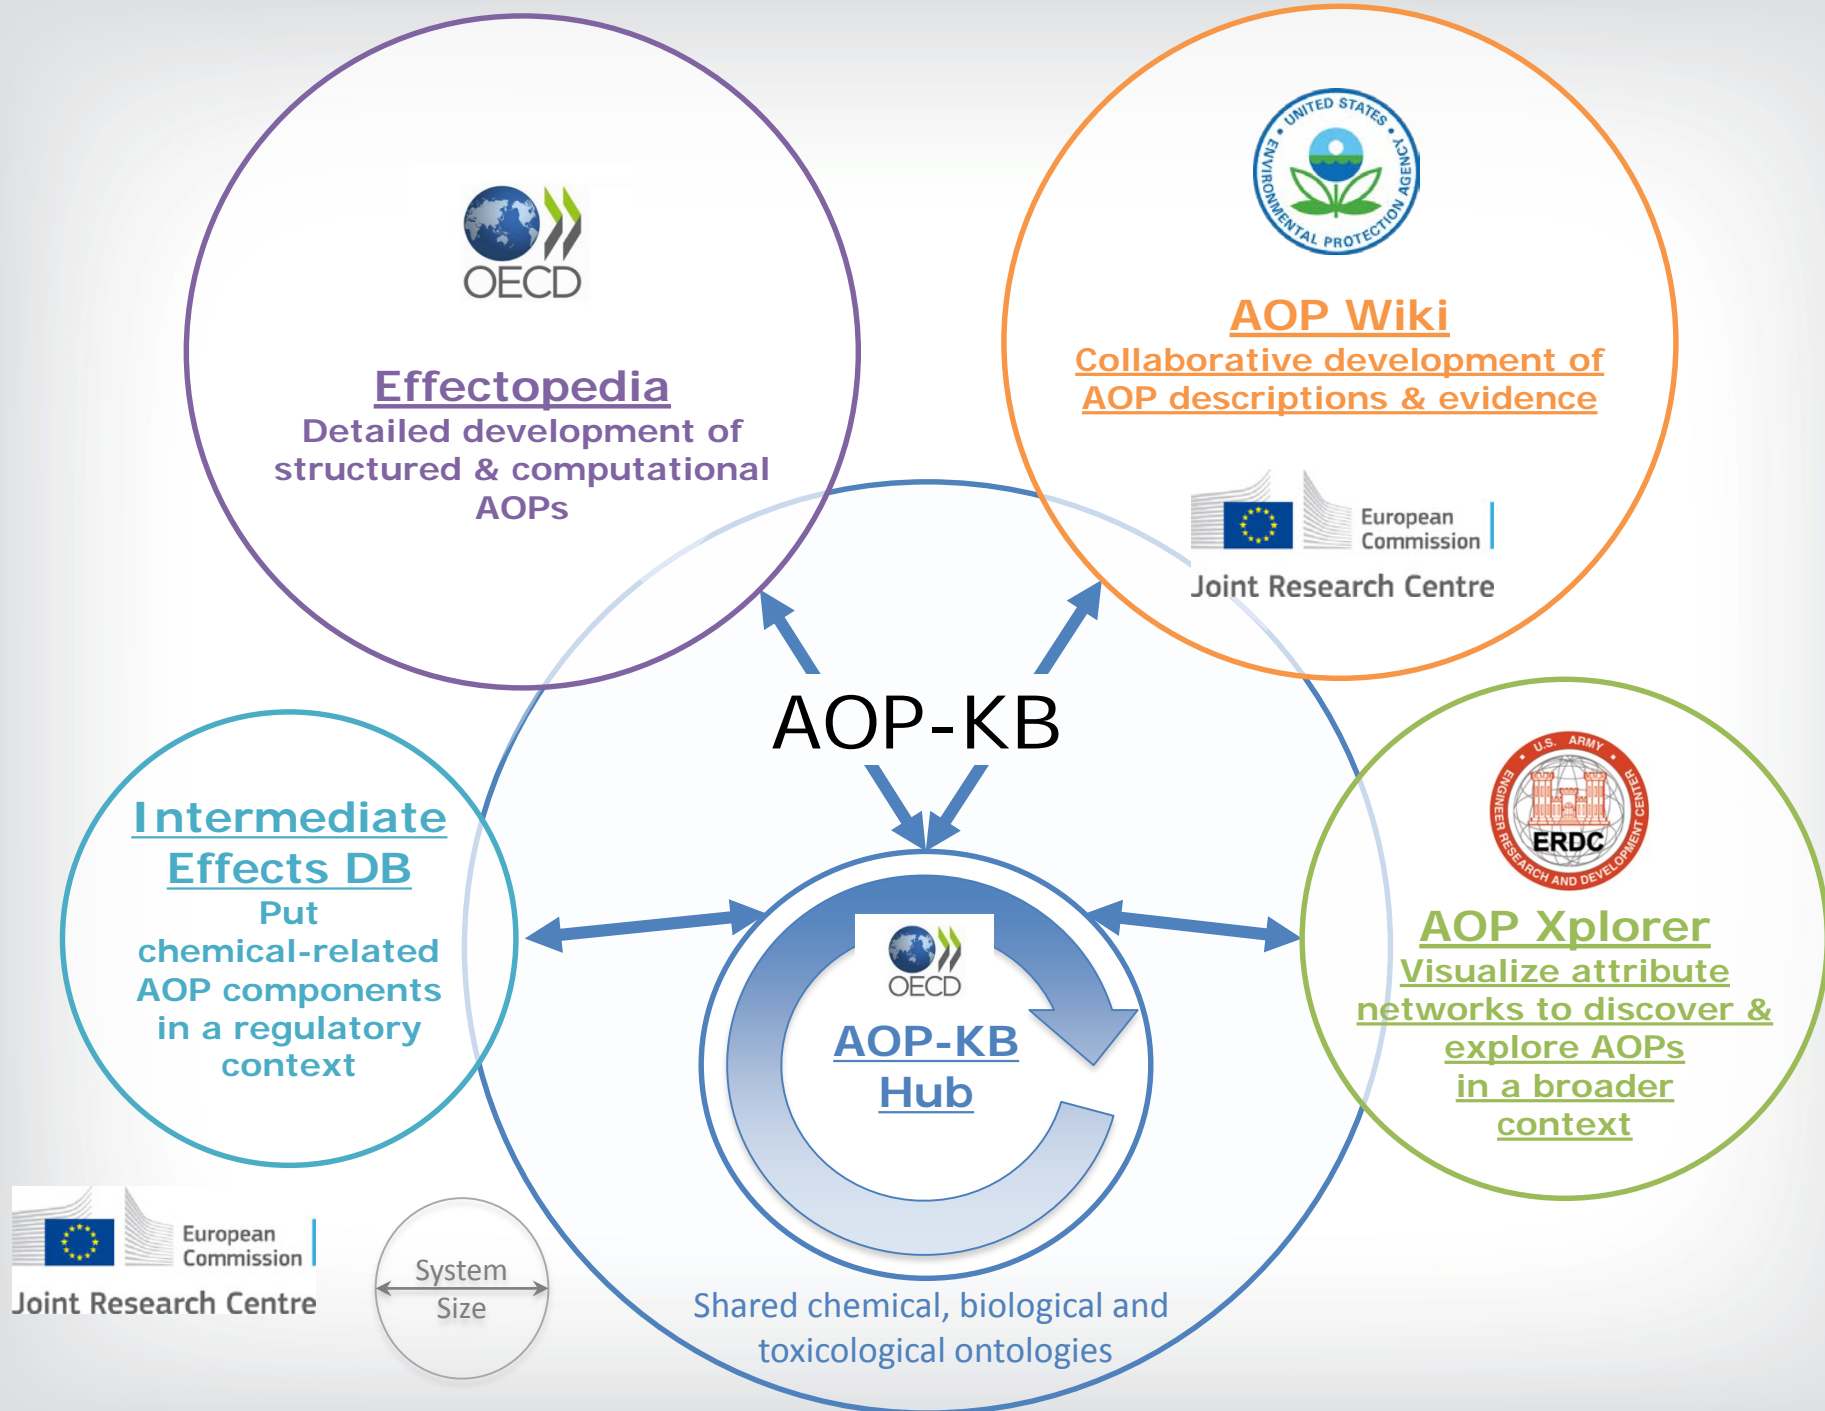 OECD
Effectopedia
Detailed development of
structured & computational
AOPs
UNITED STATES
ENVIRONMENTAL PROTECTION AGENCY
AOP Wiki
Collaborative development of
AOP descriptions & evidence
European
Commission
Joint Research Centre
AOP-KB
Intermediate
Effects DB
Put
chemical-related
AOP components
in a regulatory
context
U.S. ARMY
ENGINEER RESEARCH AND DEVELOPMENT CENTER
ERDC
AOP Xplorer
Visualize attribute
networks to discover &
explore AOPs
in a broader
context
OECD
AOP-KB
Hub
European
Commission
Joint Research Centre
System
Size
Shared chemical, biological and
toxicological ontologies